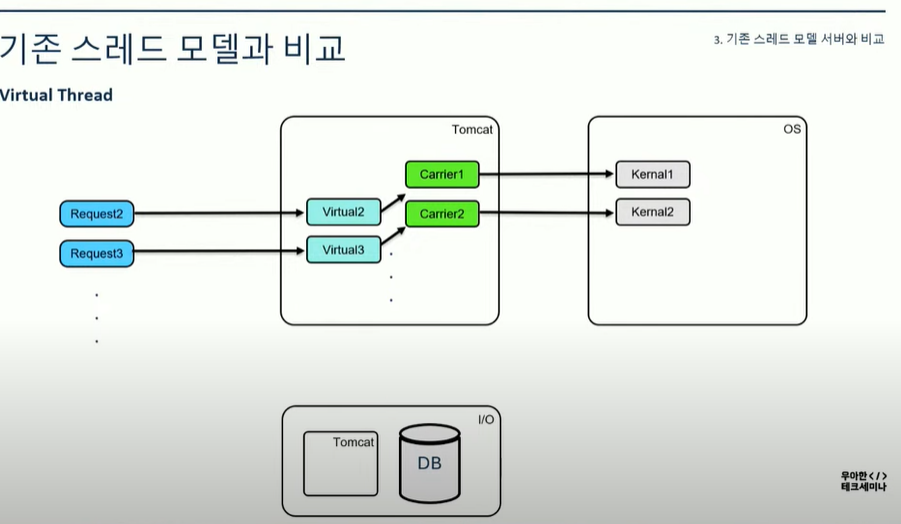 기존 스레드 모델과 비교
3. 기존 스레드 모델 서버와 비교
Virtual Thread
Tomcat
OS
Carrier1
Kernal1
Request2
Virtual2
Carrier2
Kernal2
Request3
Virtual3
I/O
Tomcat
DB
우아한</>
테크세미나